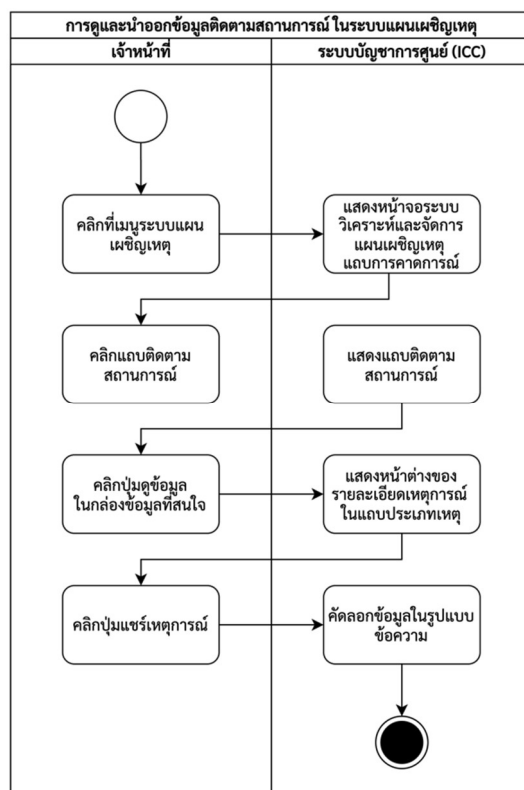 การดูและนำออกข้อมูลติดตามสถานการณ์ ในระบบแผนเผชิญเหตุ
เจ้าหน้าที่
ระบบบัญชาการศูนย์ (ICC)
คลิกที่เมนูระบบแผน
เผชิญเหตุ
แสดงหน้าจอระบบ
วิเคราะห์และจัดการ
แผนเผชิญเหตุ
แถบการคาดการณ์
คลิกแถบติดตาม
สถานการณ์
แสดงแถบติดตาม
สถานการณ์
คลิกปุ่มดูข้อมูล
ในกล่องข้อมูลที่สนใจ
แสดงหน้าต่างของ
รายละเอียดเหตุการณ์
ในแถบประเภทเหตุ
คลิกปุ่มแชร์เหตุการณ์
คัดลอกข้อมูลในรูปแบบ
ข้อความ